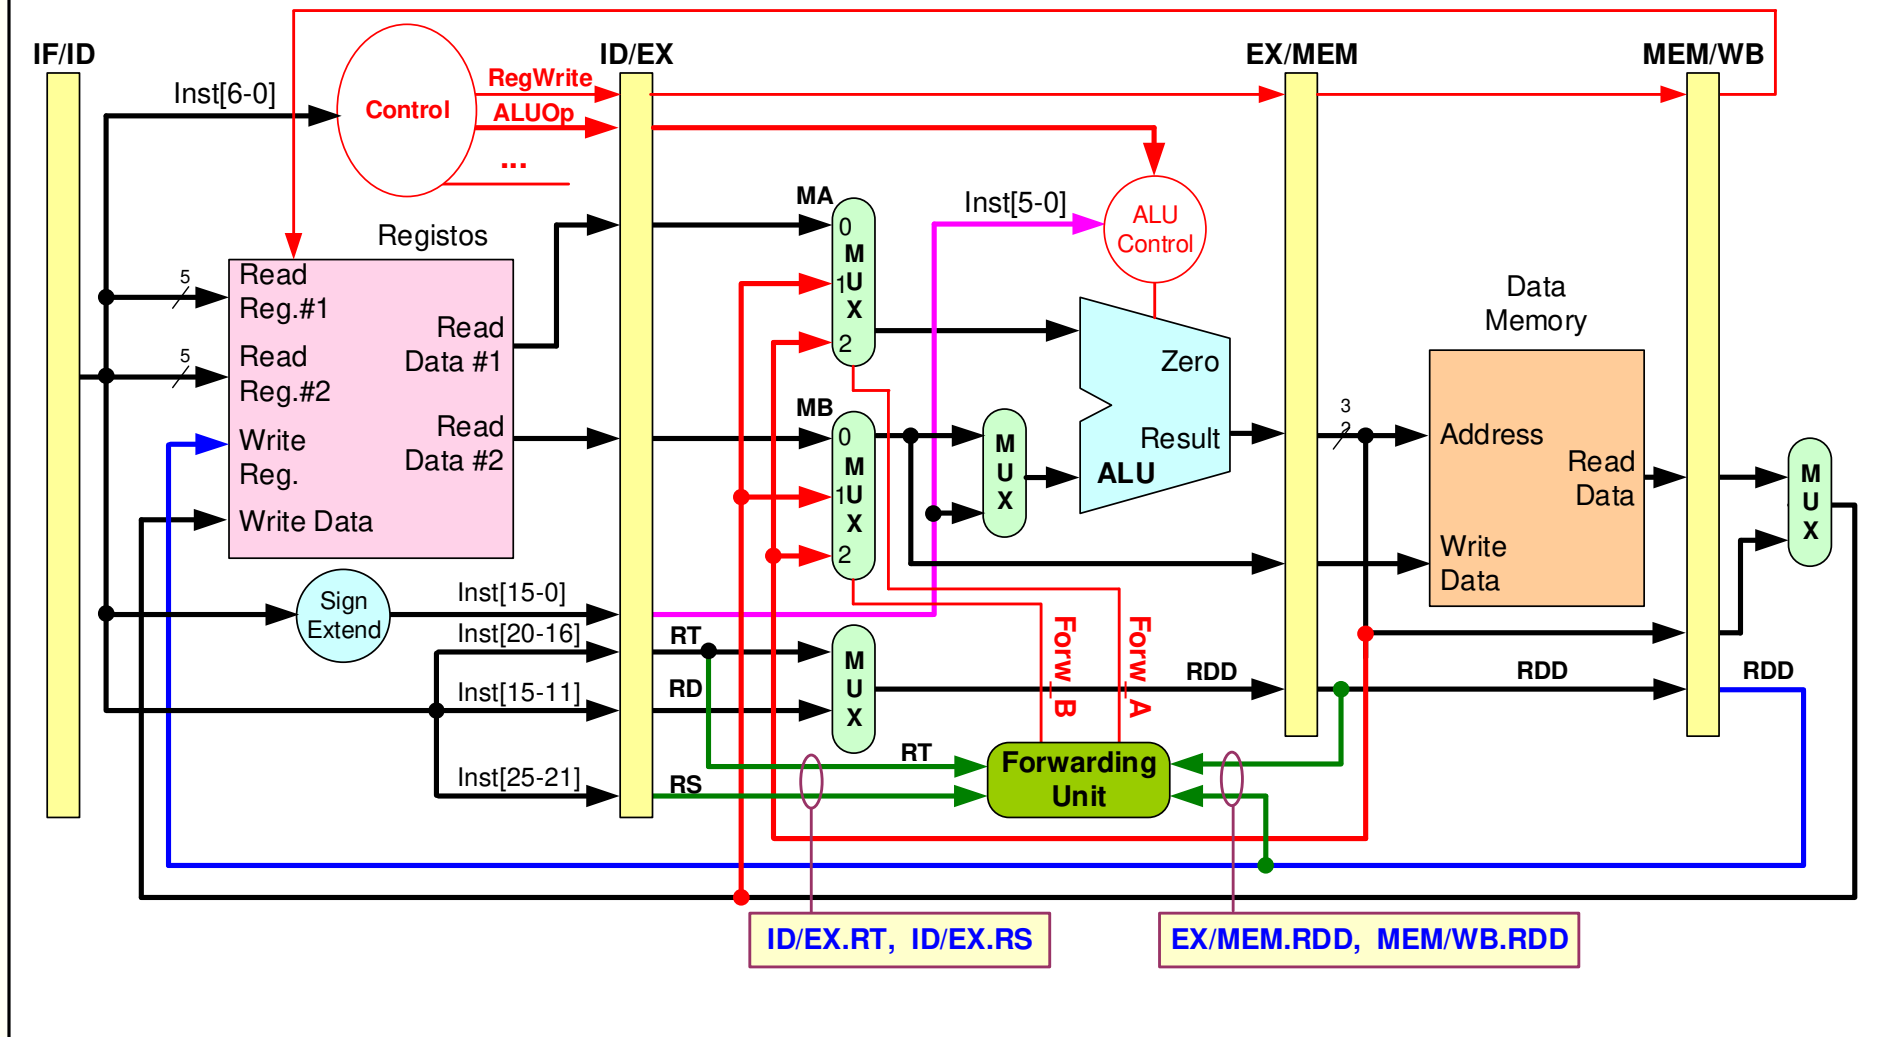 IF/ID
ID/EX
EX/MEM
MEM/WB
Inst[6-0]
Control
RegWrite
ALUOp
...
MA
0
M
1U
X
2
Inst[5-0]
ALU
Control
Registos
5
Read
Reg.#1
5
Read
Reg.#2
Write
Reg.
Write Data
Read
Data #1
Read
Data #2
MB
0
M
1U
X
2
M
U
X
Zero
Result
ALU
3
2
Data
Memory
Address
Read
Data
Write
Data
M
U
X
Sign
Extend
Inst[15-0]
Inst[20-16]
Inst[15-11]
Inst[25-21]
RT
RD
RS
M
U
X
RT
Forw_B
Forw_A
RDD
RDD
RDD
Forwarding
Unit
ID/EX.RT, ID/EX.RS
EX/MEM.RDD, MEM/WB.RDD